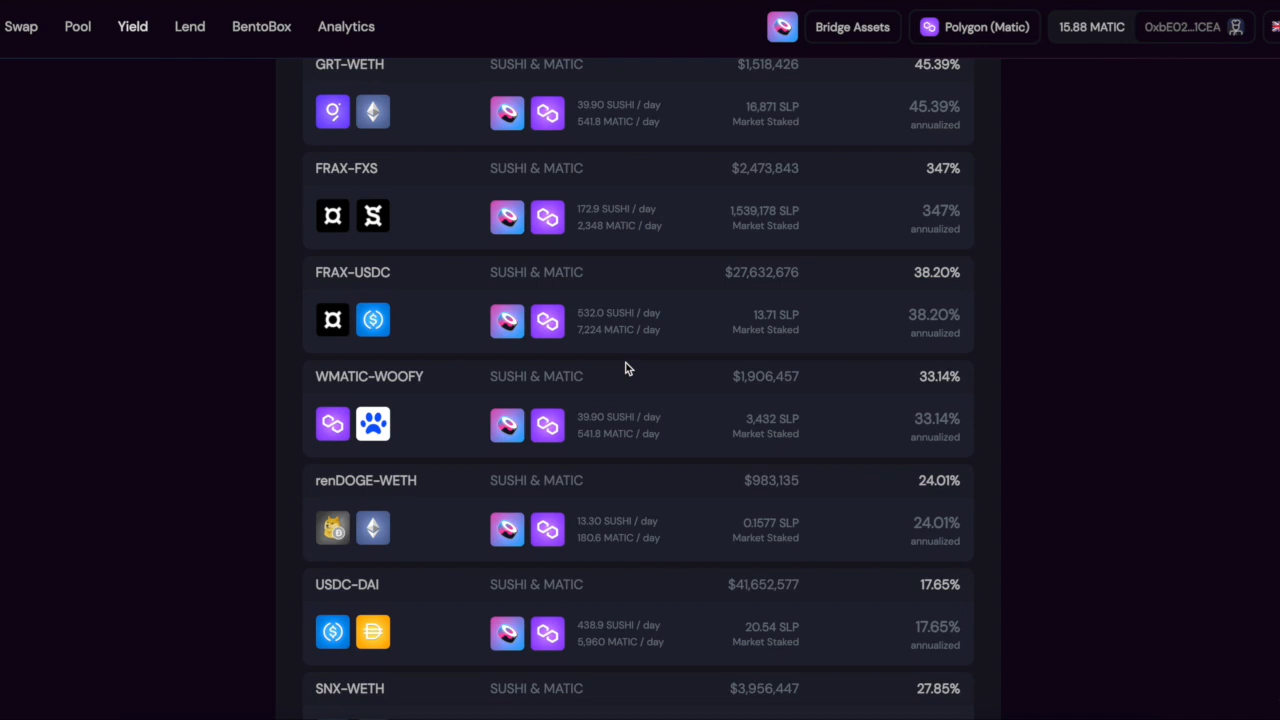 Swap Pool Yield Lend BentoBox Analytics Bridge Assets Polygon (Matic) 15.88 MATIC 0xbE02...1CEA
GRT-WETH SUSHI & MATIC $1,518,426 45.39%
39.90 SUSHI / day 16,871 SLP 45.39%
541.8 MATIC / day Market Staked annualized
FRAX-FXS SUSHI & MATIC $2,473,843 347%
172.9 SUSHI / day 1,539,178 SLP 347%
2,348 MATIC / day Market Staked annualized
FRAX-USDC SUSHI & MATIC $27,632,676 38.20%
532.0 SUSHI / day 13.71 SLP 38.20%
7,224 MATIC / day Market Staked annualized
WMATIC-WOOFY SUSHI & MATIC $1,906,457 33.14%
39.90 SUSHI / day 3,432 SLP 33.14%
541.8 MATIC / day Market Staked annualized
renDOGE-WETH SUSHI & MATIC $983,135 24.01%
13.30 SUSHI / day 0.1577 SLP 24.01%
180.6 MATIC / day Market Staked annualized
USDC-DAI SUSHI & MATIC $41,652,577 17.65%
438.9 SUSHI / day 20.54 SLP 17.65%
5,960 MATIC / day Market Staked annualized
SNX-WETH SUSHI & MATIC $3,956,447 27.85%